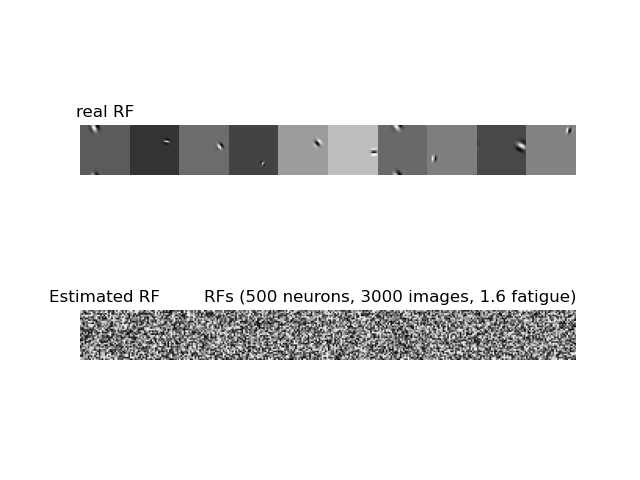 real RF
Estimated RF
RFs (500 neurons, 3000 images, 1.6 fatigue)